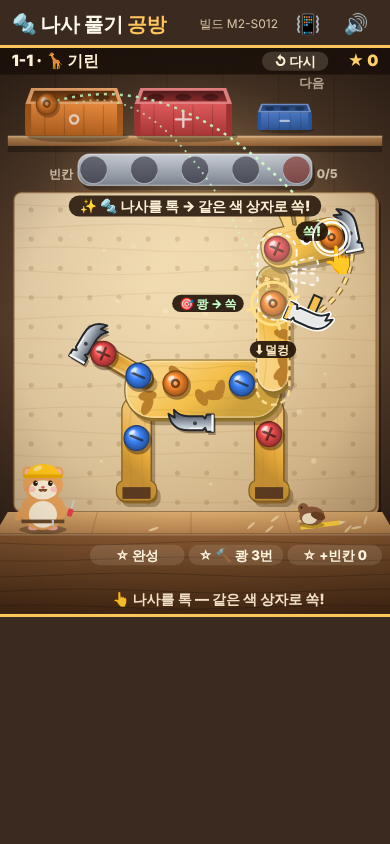 🔩 나사 풀기 공방 빌드 M2-S012
1-1 · 🦒 기린 다시 ★ 0
다음
빈칸 0/5
✨ 🔩 나사를 톡 → 같은 색 상자로 쏙!
쏙!
🎯 쾅 → 쏙
⬇덜컹
☆ 완성 ☆ 🔨 쾅 3번 ☆ +빈칸 0
👆 나사를 톡 — 같은 색 상자로 쏙!